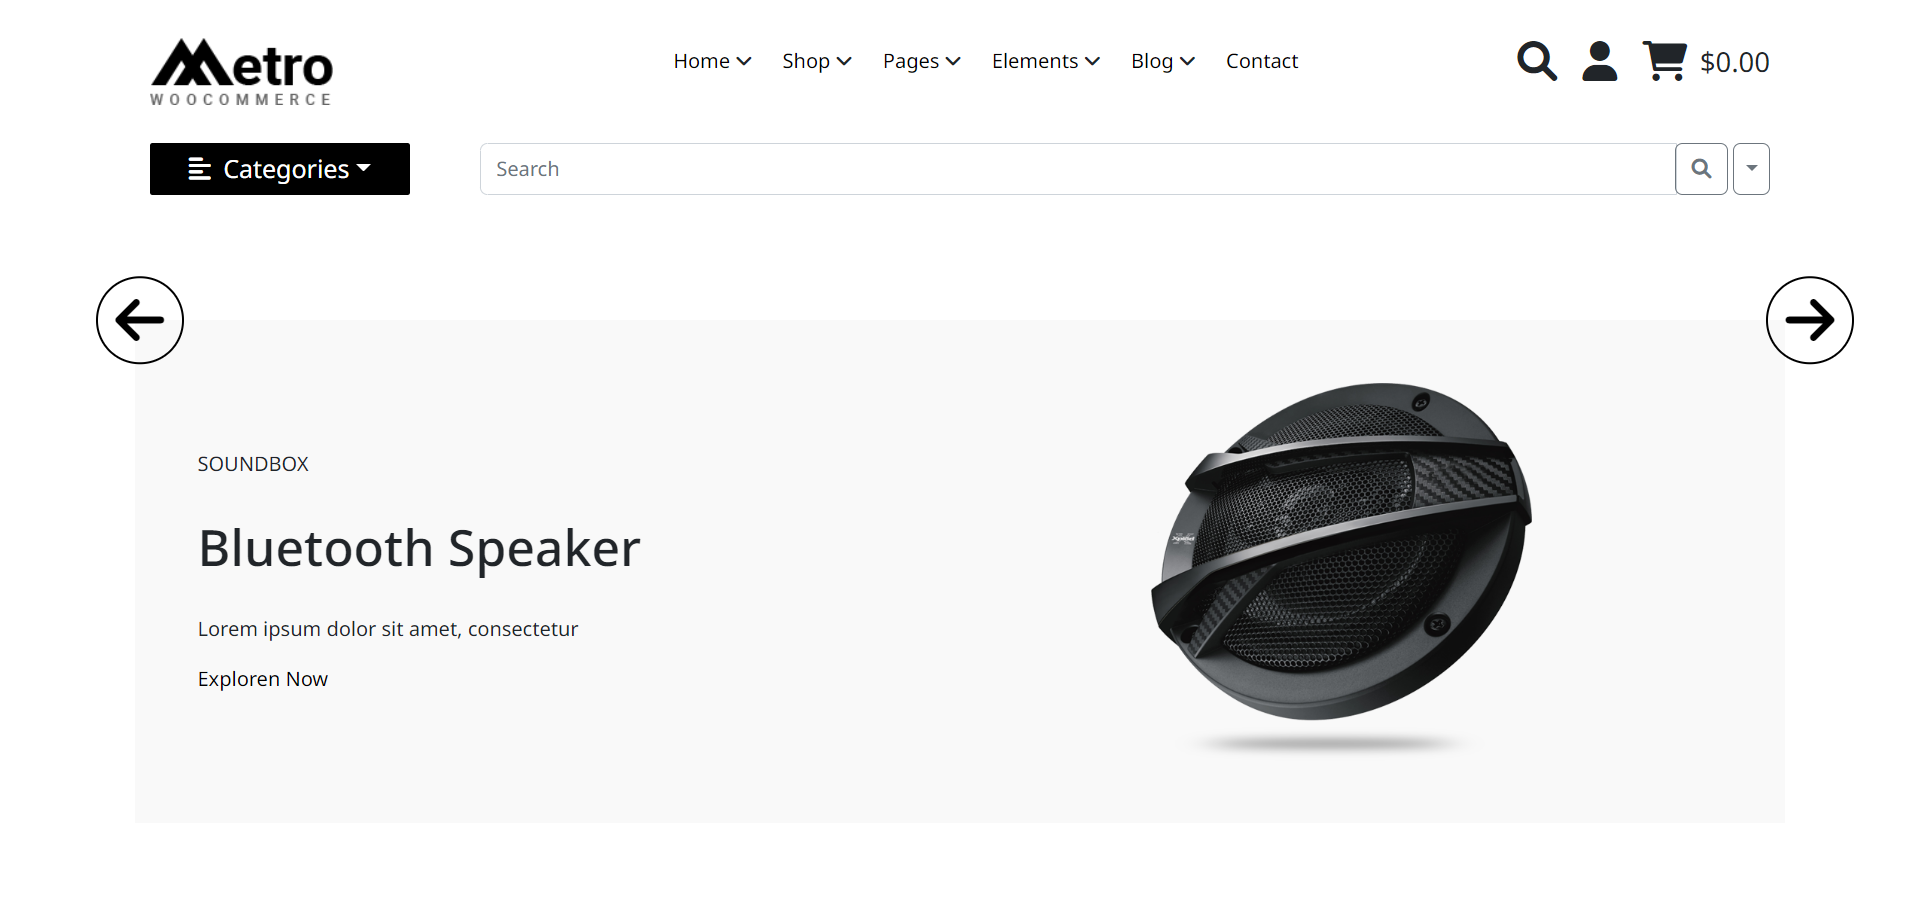 Metro
WOOCOMMERCE
Home Shop Pages Elements Blog Contact
$0.00
Categories
Search
SOUNDBOX
Bluetooth Speaker
Lorem ipsum dolor sit amet, consectetur
Exploren Now